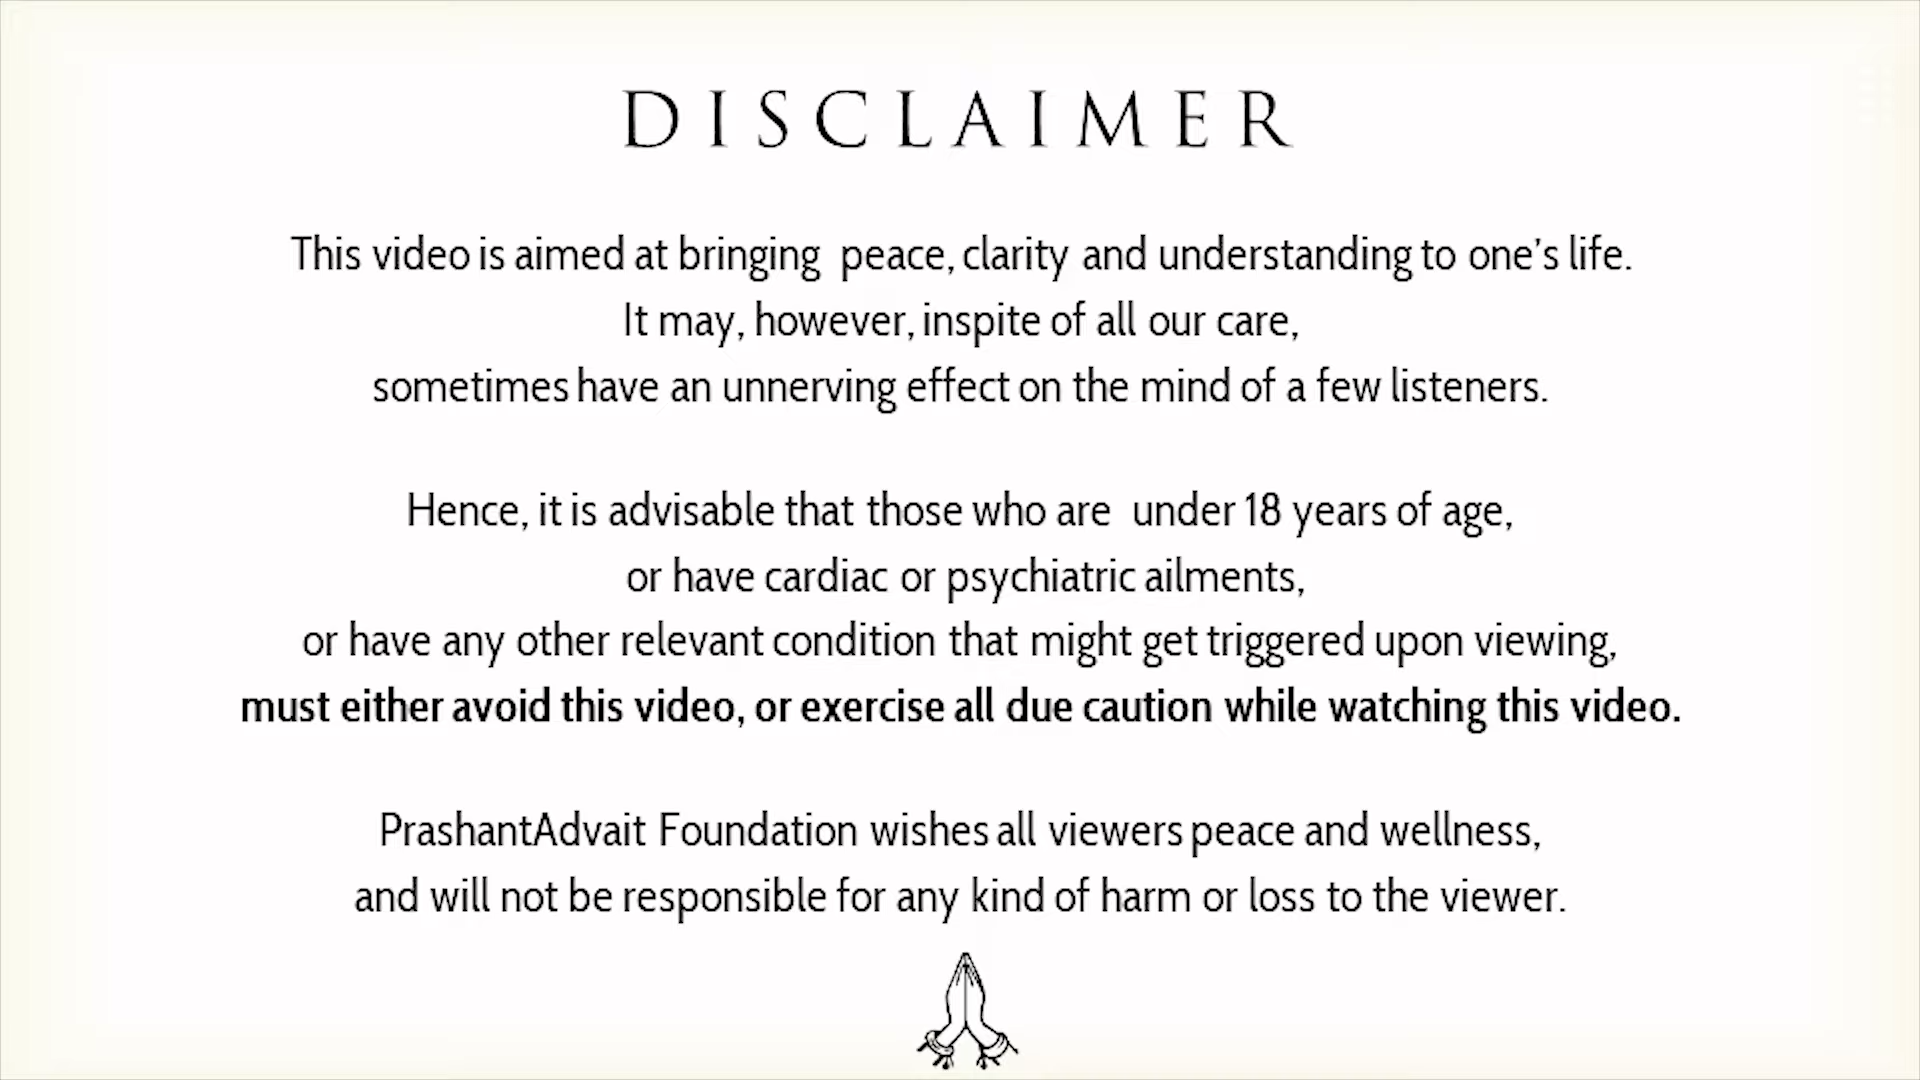 DISCLAIMER
This video is aimed at bringing peace, clarity and understanding to one's life.
It may, however, inspite of all our care,
sometimes have an unnerving effect on the mind of a few listeners.
Hence, it is advisable that those who are under 18 years of age,
or have cardiac or psychiatric ailments,
or have any other relevant condition that might get triggered upon viewing,
must either avoid this video, or exercise all due caution while watching this video.
PrashantAdvait Foundation wishes all viewers peace and wellness,
and will not be responsible for any kind of harm or loss to the viewer.